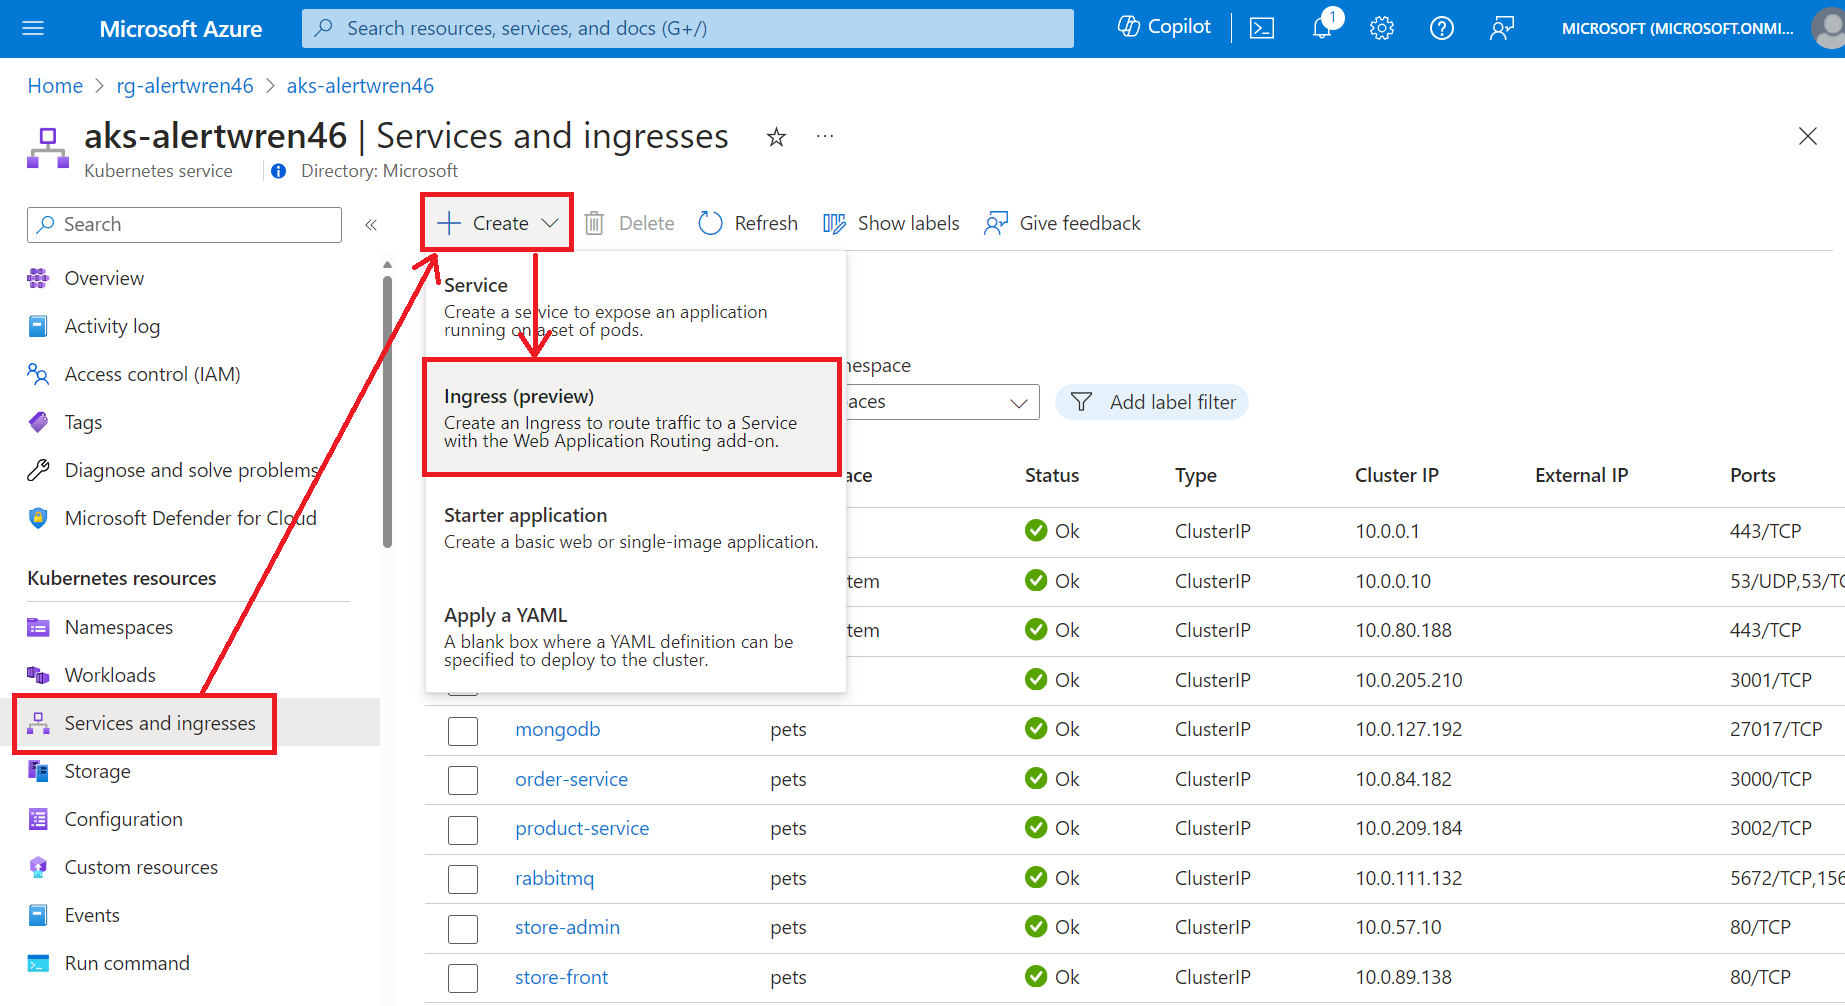 Microsoft Azure
Search resources, services, and docs (G+/)
Copilot
1
MICROSOFT (MICROSOFT.ONMI...
Home > rg-alertwren46 > aks-alertwren46
aks-alertwren46 | Services and ingresses
Kubernetes service
Directory: Microsoft
Search
Create
Delete
Refresh
Show labels
Give feedback
Overview
Activity log
Access control (IAM)
Tags
Diagnose and solve problems
Microsoft Defender for Cloud
Kubernetes resources
Namespaces
Workloads
Services and ingresses
Storage
Configuration
Custom resources
Events
Run command
Service
Create a service to expose an application
running on a set of pods.
Ingress (preview)
Create an Ingress to route traffic to a Service
with the Web Application Routing add-on.
Starter application
Create a basic web or single-image application.
Apply a YAML
A blank box where a YAML definition can be
specified to deploy to the cluster.
nespace
aces
Add label filter
ace Status Type Cluster IP External IP Ports
Ok ClusterIP 10.0.0.1 443/TCP
tem Ok ClusterIP 10.0.0.10 53/UDP,53/TC
tem Ok ClusterIP 10.0.80.188 443/TCP
Ok ClusterIP 10.0.205.210 3001/TCP
mongodb pets Ok ClusterIP 10.0.127.192 27017/TCP
order-service pets Ok ClusterIP 10.0.84.182 3000/TCP
product-service pets Ok ClusterIP 10.0.209.184 3002/TCP
rabbitmq pets Ok ClusterIP 10.0.111.132 5672/TCP,156
store-admin pets Ok ClusterIP 10.0.57.10 80/TCP
store-front pets Ok ClusterIP 10.0.89.138 80/TCP